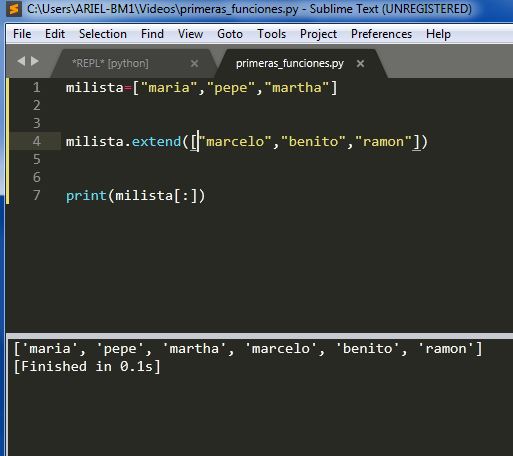 C:\Users\ARIEL-BM1\Videos\primeras_funciones.py - Sublime Text (UNREGISTERED)
File Edit Selection Find View Goto Tools Project Preferences Help
*REPL* [python] × primeras_funciones.py ×
1 milista=["maria","pepe","martha"]
2
3
4 milista.extend(["marcelo","benito","ramon"])
5
6
7 print(milista[:])
['maria', 'pepe', 'martha', 'marcelo', 'benito', 'ramon']
[Finished in 0.1s]